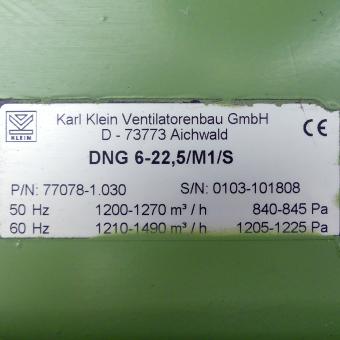 Karl Klein Ventilatorenbau GmbH
D - 73773 Aichwald
KLEIN
CE
DNG 6-22,5/M1/S
P/N: 77078-1.030 S/N: 0103-101808
50 Hz 1200-1270 m³ / h 840-845 Pa
60 Hz 1210-1490 m³ / h 1205-1225 Pa